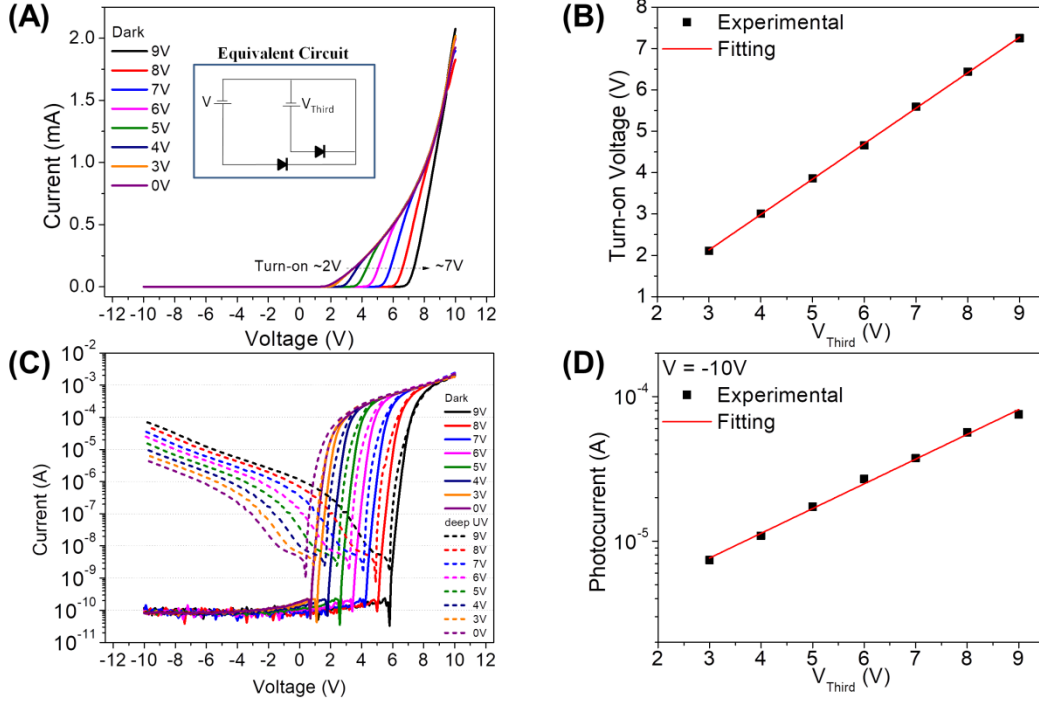 (A)
Dark
9V
8V
7V
6V
5V
4V
3V
0V
Equivalent Circuit
V
V_Third
Turn-on ~2V
~7V
Current (mA)
2.0
1.5
1.0
0.5
0.0
-12 -10 -8 -6 -4 -2 0 2 4 6 8 10 12
Voltage (V)
(B)
Experimental
Fitting
Turn-on Voltage (V)
8
7
6
5
4
3
2
1
2 3 4 5 6 7 8 9
V_Third (V)
(C)
Current (A)
10^-2
10^-3
10^-4
10^-5
10^-6
10^-7
10^-8
10^-9
10^-10
10^-11
Dark
9V
8V
7V
6V
5V
4V
3V
0V
deep UV
9V
8V
7V
6V
5V
4V
3V
0V
-12 -10 -8 -6 -4 -2 0 2 4 6 8 10 12
Voltage (V)
(D)
V = -10V
Experimental
Fitting
Photocurrent (A)
10^-4
10^-5
2 3 4 5 6 7 8 9
V_Third (V)